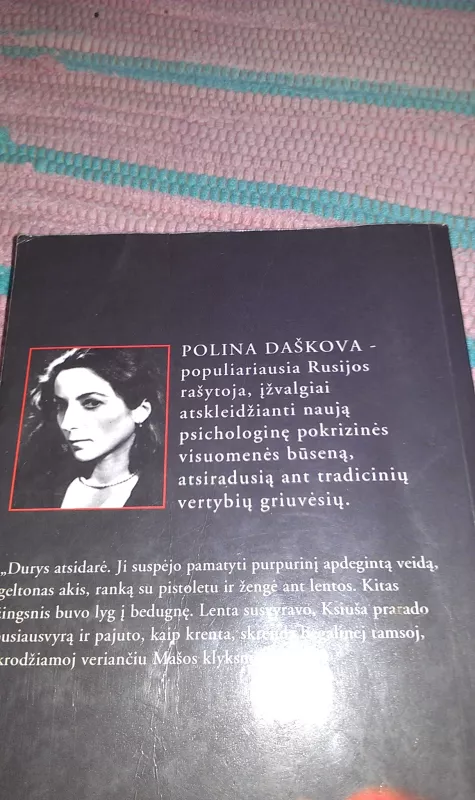 POLINA DAŠKOVA -
populiariausia Rusijos
rašytoja, įžvalgiai
atskleidžianti naują
psichologinę pokrizinės
visuomenės būseną,
atsiradusią ant tradicinių
vertybių griuvėsių.
„Durys atsidarė. Ji suspėjo pamatyti purpurinį apdegintą veidą,
geltonas akis, ranką su pistoletu ir žengė ant lentos. Kitas
žingsnis buvo lyg į bedugnę. Lenta susvyravo, Ksiuša prarado
pusiausvyrą ir pajuto, kaip krenta, skrenda begalinėj tamsoj,
skrodžiamoj veriančiu Mašos